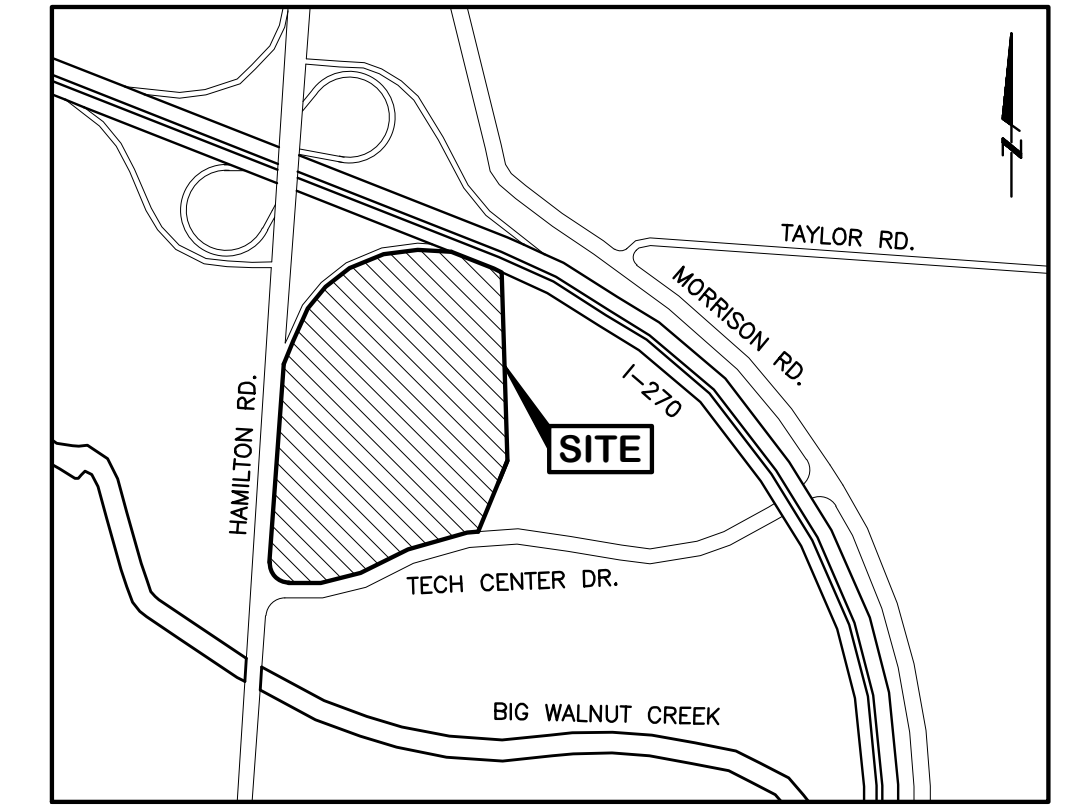 N
TAYLOR RD.
MORRISON RD.
I-270
HAMILTON RD.
SITE
TECH CENTER DR.
BIG WALNUT CREEK